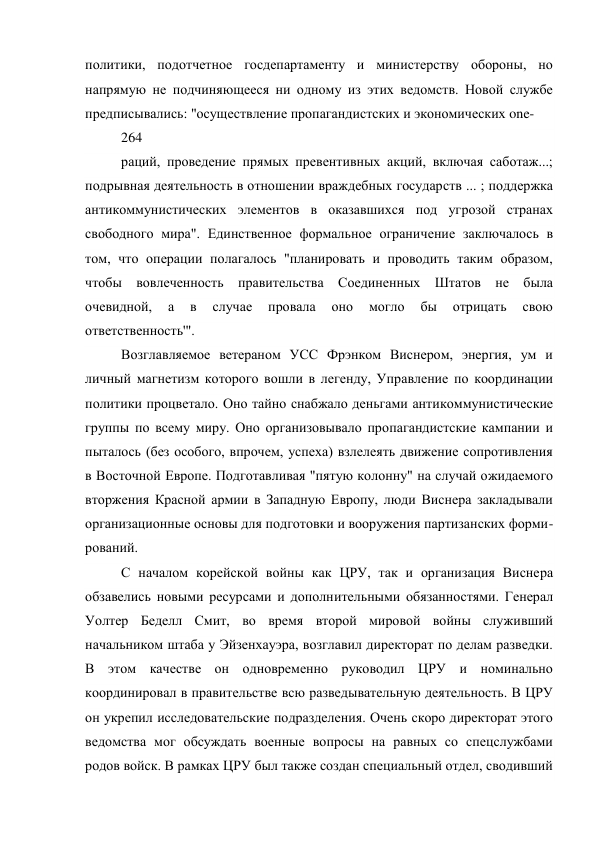 политики, подотчетное госдепартаменту и министерству обороны, но
напрямую не подчиняющееся ни одному из этих ведомств. Новой службе
предписывались: "осуществление пропагандистских и экономических one-
264
раций, проведение прямых превентивных акций, включая саботаж...;
подрывная деятельность в отношении враждебных государств ... ; поддержка
антикоммунистических элементов в оказавшихся под угрозой странах
свободного мира". Единственное формальное ограничение заключалось в
том, что операции полагалось "планировать и проводить таким образом,
чтобы вовлеченность правительства Соединенных Штатов не была
очевидной, а в случае провала оно могло бы отрицать свою
ответственность'".
Возглавляемое ветераном УСС Фрэнком Виснером, энергия, ум и
личный магнетизм которого вошли в легенду, Управление по координации
политики процветало. Оно тайно снабжало деньгами антикоммунистические
группы по всему миру. Оно организовывало пропагандистские кампании и
пыталось (без особого, впрочем, успеха) взлелеять движение сопротивления
в Восточной Европе. Подготавливая "пятую колонну" на случай ожидаемого
вторжения Красной армии в Западную Европу, люди Виснера закладывали
организационные основы для подготовки и вооружения партизанских форми-
рований.
С началом корейской войны как ЦРУ, так и организация Виснера
обзавелись новыми ресурсами и дополнительными обязанностями. Генерал
Уолтер Беделл Смит, во время второй мировой войны служивший
начальником штаба у Эйзенхауэра, возглавил директорат по делам разведки.
В этом качестве он одновременно руководил ЦРУ и номинально
координировал в правительстве всю разведывательную деятельность. В ЦРУ
он укрепил исследовательские подразделения. Очень скоро директорат этого
ведомства мог обсуждать военные вопросы на равных со спецслужбами
родов войск. В рамках ЦРУ был также создан специальный отдел, сводивший